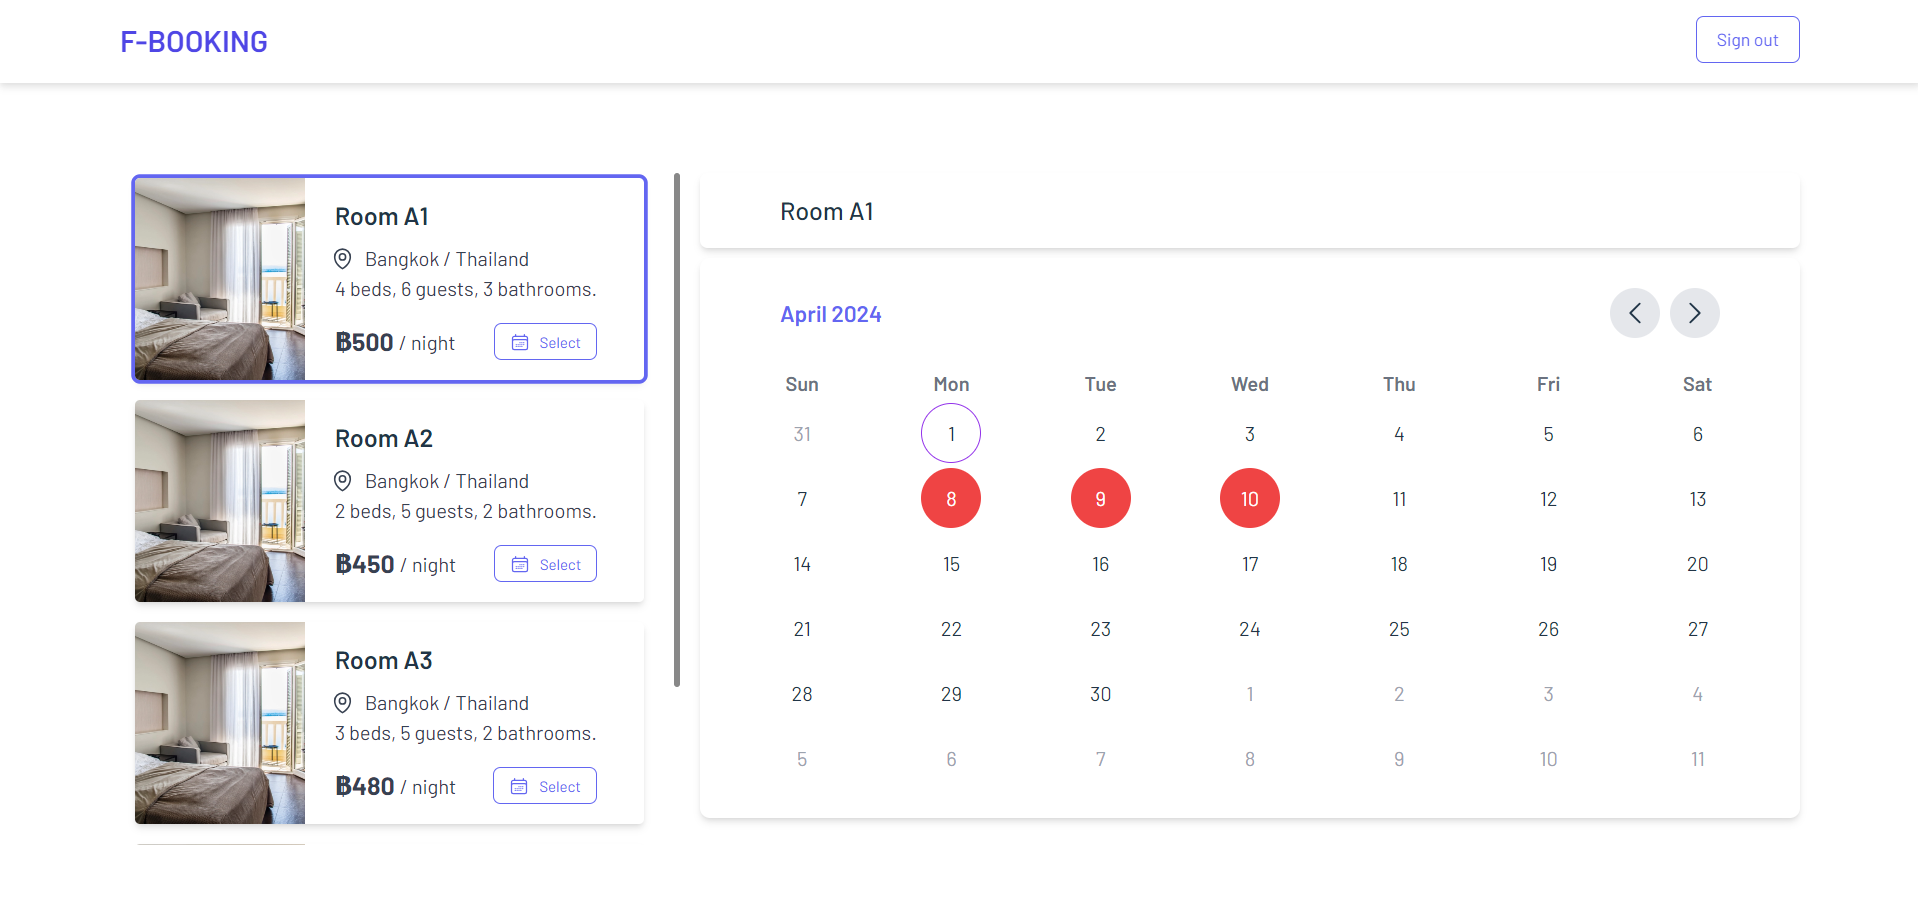 F-BOOKING
Sign out
Room A1
Bangkok / Thailand
4 beds, 6 guests, 3 bathrooms.
฿500 / night
Select
Room A2
Bangkok / Thailand
2 beds, 5 guests, 2 bathrooms.
฿450 / night
Select
Room A3
Bangkok / Thailand
3 beds, 5 guests, 2 bathrooms.
฿480 / night
Select
Room A1
April 2024
Sun Mon Tue Wed Thu Fri Sat
31 1 2 3 4 5 6
7 8 9 10 11 12 13
14 15 16 17 18 19 20
21 22 23 24 25 26 27
28 29 30 1 2 3 4
5 6 7 8 9 10 11